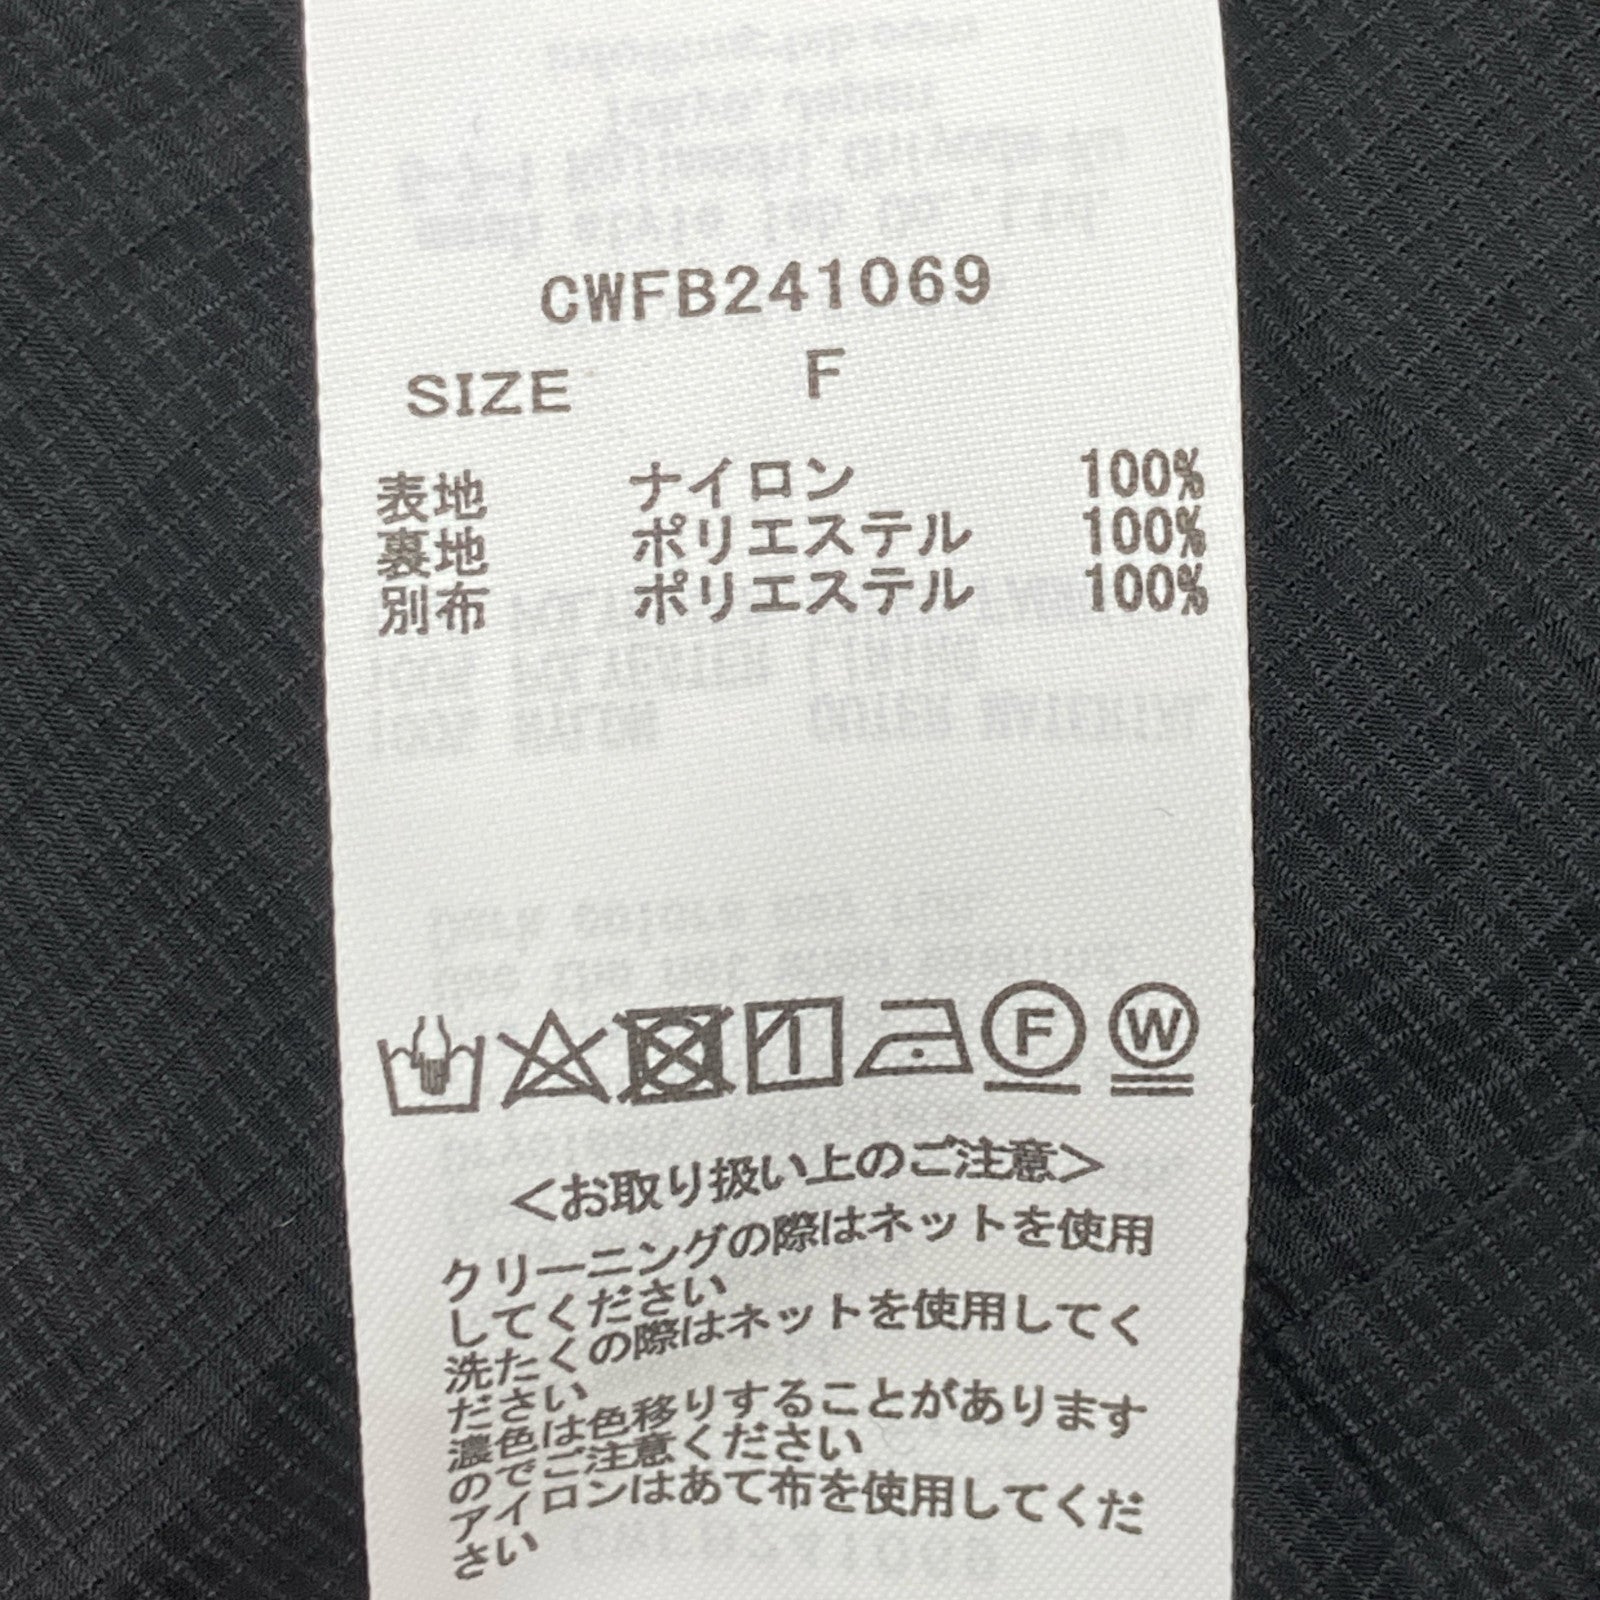 CWFB241069
SIZE F
表地 ナイロン 100%
裏地 ポリエステル 100%
別布 ポリエステル 100%
F W
＜お取り扱い上のご注意＞
クリーニングの際はネットを使用
してください
洗たくの際はネットを使用してく
ださい
濃色は色移りすることがあります
のでご注意ください
アイロンはあて布を使用してくだ
さい